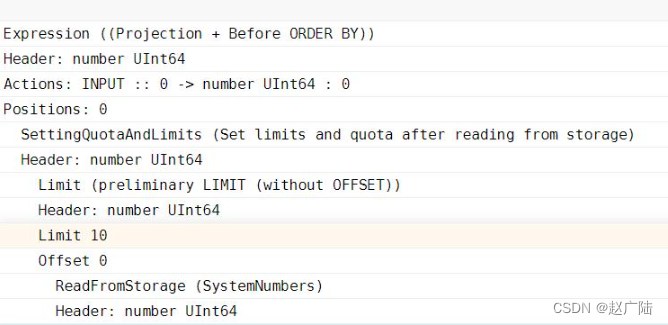 Expression ((Projection + Before ORDER BY))
Header: number UInt64
Actions: INPUT :: 0 -> number UInt64 : 0
Positions: 0
SettingQuotaAndLimits (Set limits and quota after reading from storage)
Header: number UInt64
Limit (preliminary LIMIT (without OFFSET))
Header: number UInt64
Limit 10
Offset 0
ReadFromStorage (SystemNumbers)
Header: number UInt64
CSDN @赵广陆